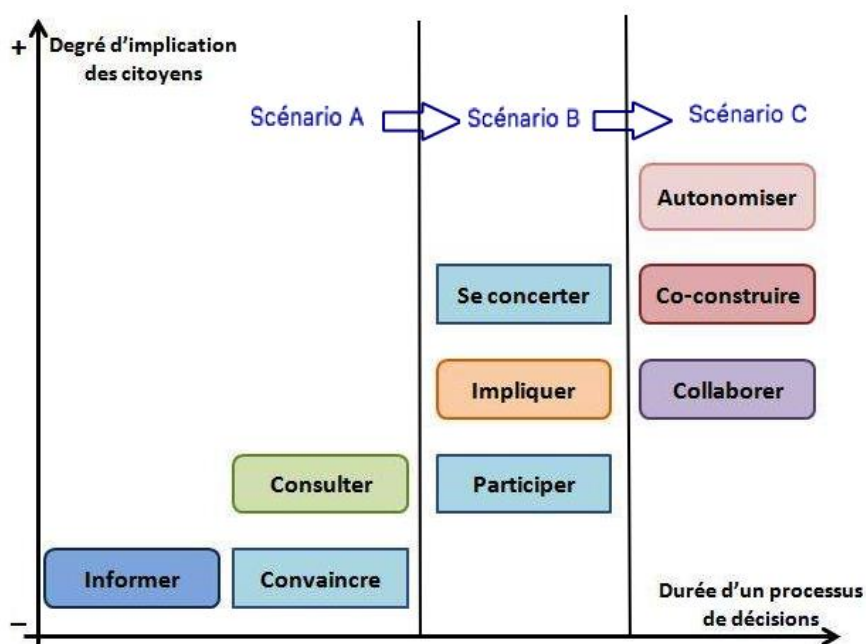 + Degré d'implication
des citoyens
Scénario A
Scénario B
Scénario C
Autonomiser
Se concerter
Co-construire
Impliquer
Collaborer
Consulter
Participer
Informer
Convaincre
Durée d'un processus
de décisions
–